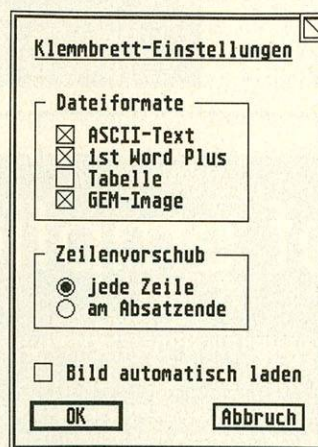 Klemmbrett-Einstellungen
Dateiformate
ASCII-Text
1st Word Plus
Tabelle
GEM-Image
Zeilenvorschub
jede Zeile
am Absatzende
Bild automatisch laden
OK
Abbruch